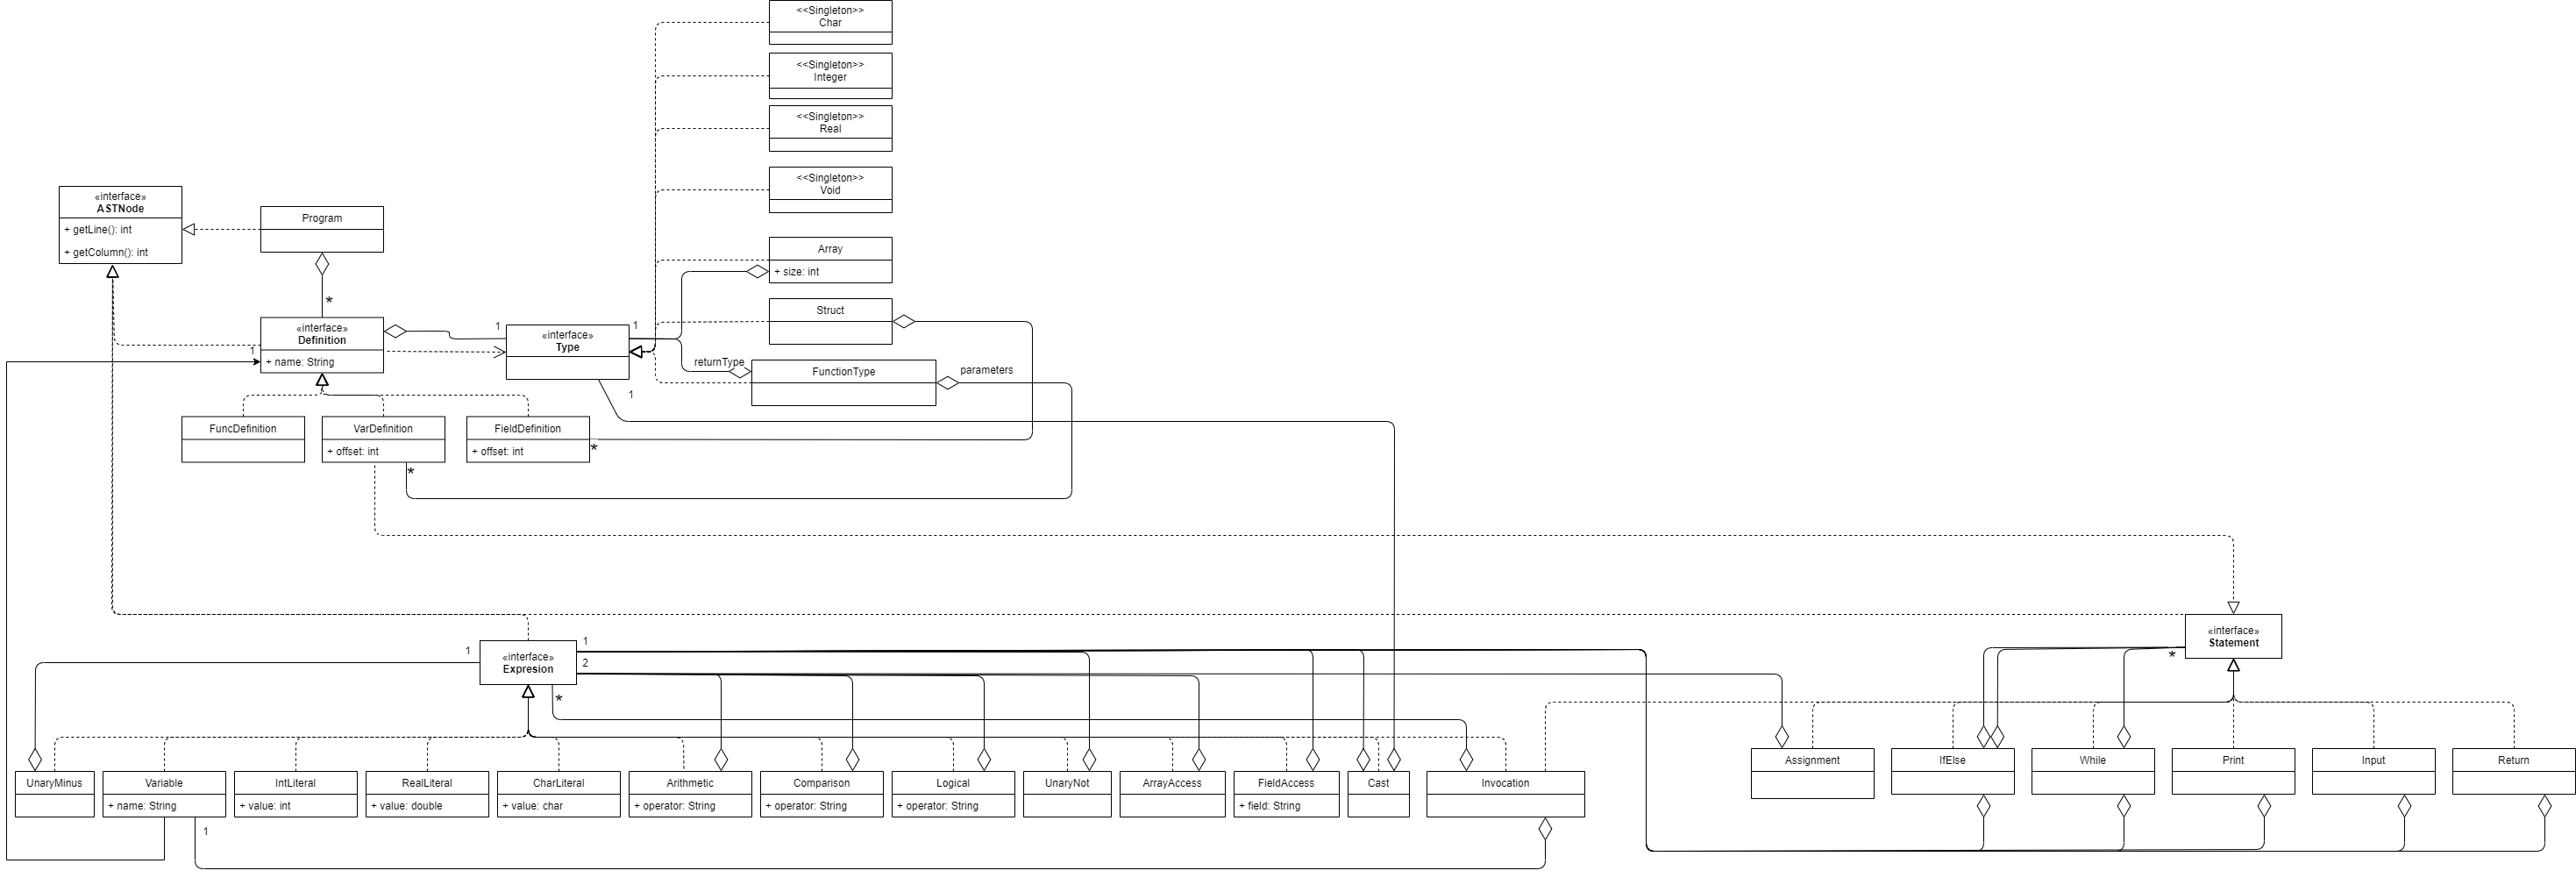 <<Singleton>>
Char
<<Singleton>>
Integer
<<Singleton>>
Real
<<Singleton>>
Void
«interface»
ASTNode
+ getLine(): int
+ getColumn(): int
Program
*
Array
+ size: int
Struct
«interface»
Definition
+ name: String
1
1
«interface»
Type
1
1
returnType
FunctionType
parameters
FuncDefinition
VarDefinition
+ offset: int
*
FieldDefinition
+ offset: int
*
«interface»
Expresion
1
1
2
*
«interface»
Statement
*
UnaryMinus
Variable
+ name: String
1
IntLiteral
+ value: int
RealLiteral
+ value: double
CharLiteral
+ value: char
Arithmetic
+ operator: String
Comparison
+ operator: String
Logical
+ operator: String
UnaryNot
ArrayAccess
FieldAccess
+ field: String
Cast
Invocation
Assignment
IfElse
While
Print
Input
Return